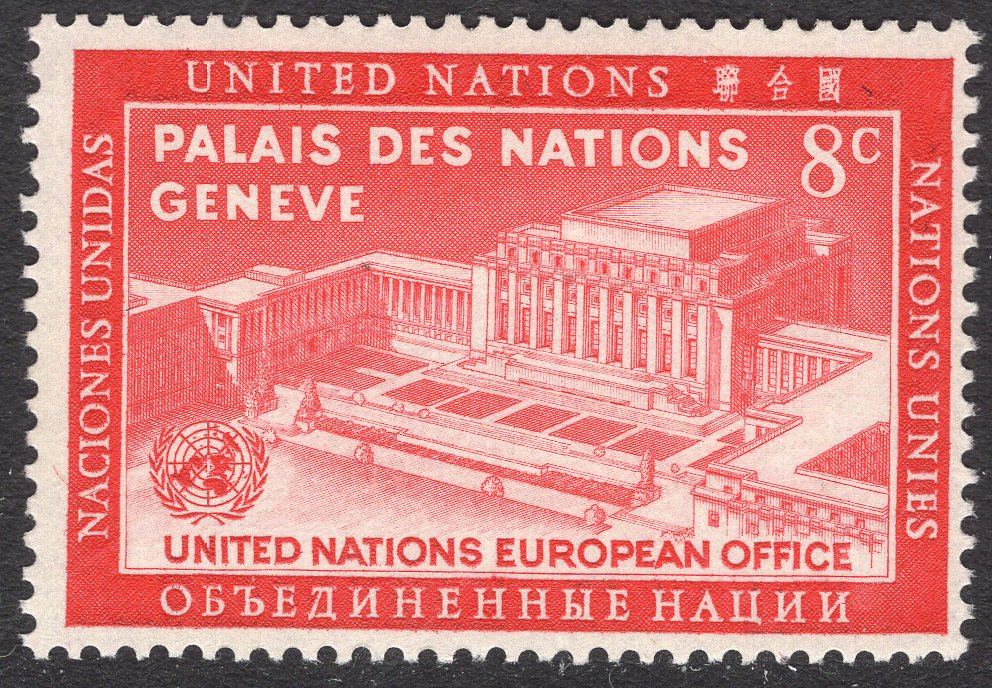 UNITED NATIONS 聯合國
PALAIS DES NATIONS
GENEVE
8c
NACIONES UNIDAS
NATIONS UNIES
UNITED NATIONS EUROPEAN OFFICE
ОБЪЕДИНЕННЫЕ НАЦИИ